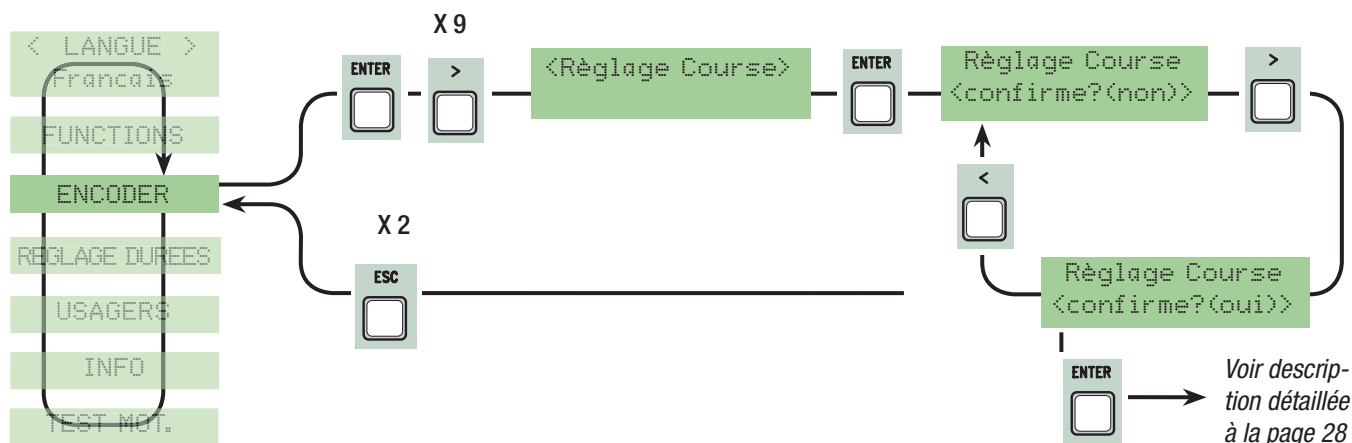 < LANGUE >
Francais
FUNCTIONS
ENCODER
REGLAGE DUREES
USAGERS
INFO
TEST MOT.
X 9
ENTER
>
<Règlage Course>
ENTER
Règlage Course
<confirme?(non)>
>
<
X 2
ESC
Règlage Course
<confirme?(oui)>
ENTER
Voir descrip-
tion détaillée
à la page 28